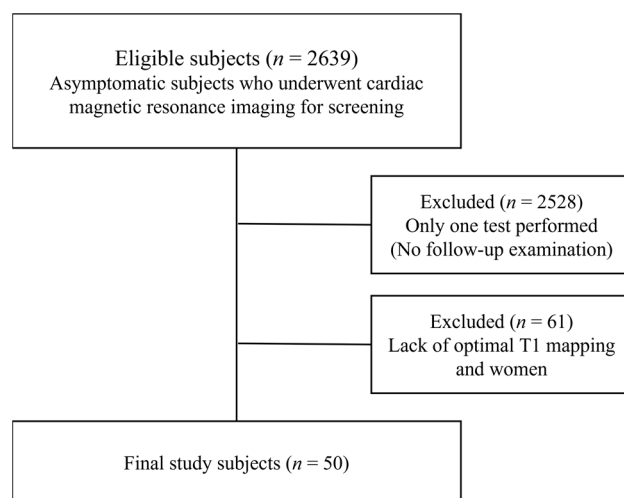 Eligible subjects (n = 2639)
Asymptomatic subjects who underwent cardiac
magnetic resonance imaging for screening
Excluded (n = 2528)
Only one test performed
(No follow-up examination)
Excluded (n = 61)
Lack of optimal T1 mapping
and women
Final study subjects (n = 50)